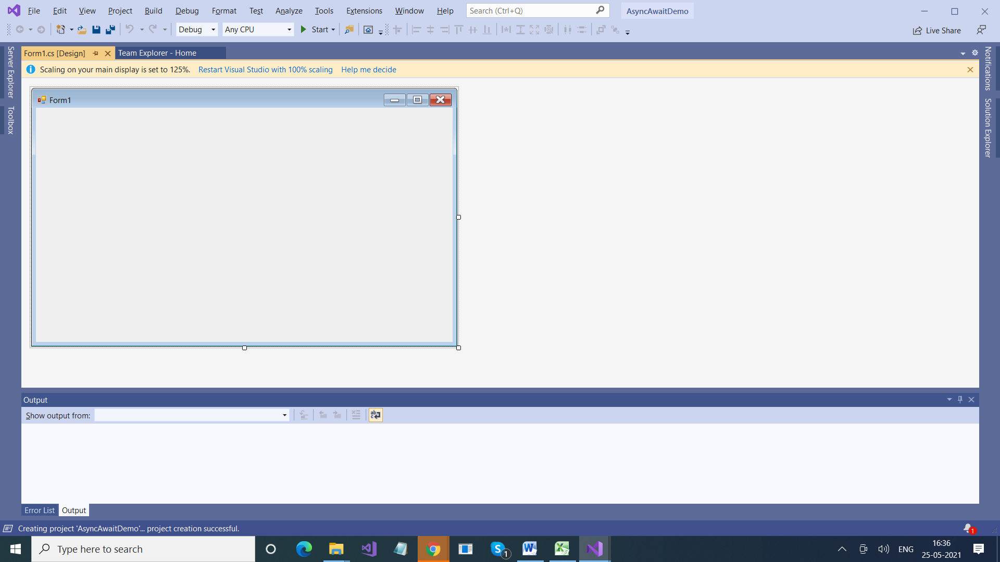 File Edit View Project Build Debug Format Test Analyze Tools Extensions Window Help Search (Ctrl+Q) AsyncAwaitDemo
Debug Any CPU Start Live Share
Server Explorer
Toolbox
Form1.cs [Design] Team Explorer - Home
Scaling on your main display is set to 125%. Restart Visual Studio with 100% scaling Help me decide
Form1
Notifications
Solution Explorer
Output
Show output from:
Error List Output
Creating project 'AsyncAwaitDemo'... project creation successful.
1
Type here to search
1
ENG
16:36
25-05-2021